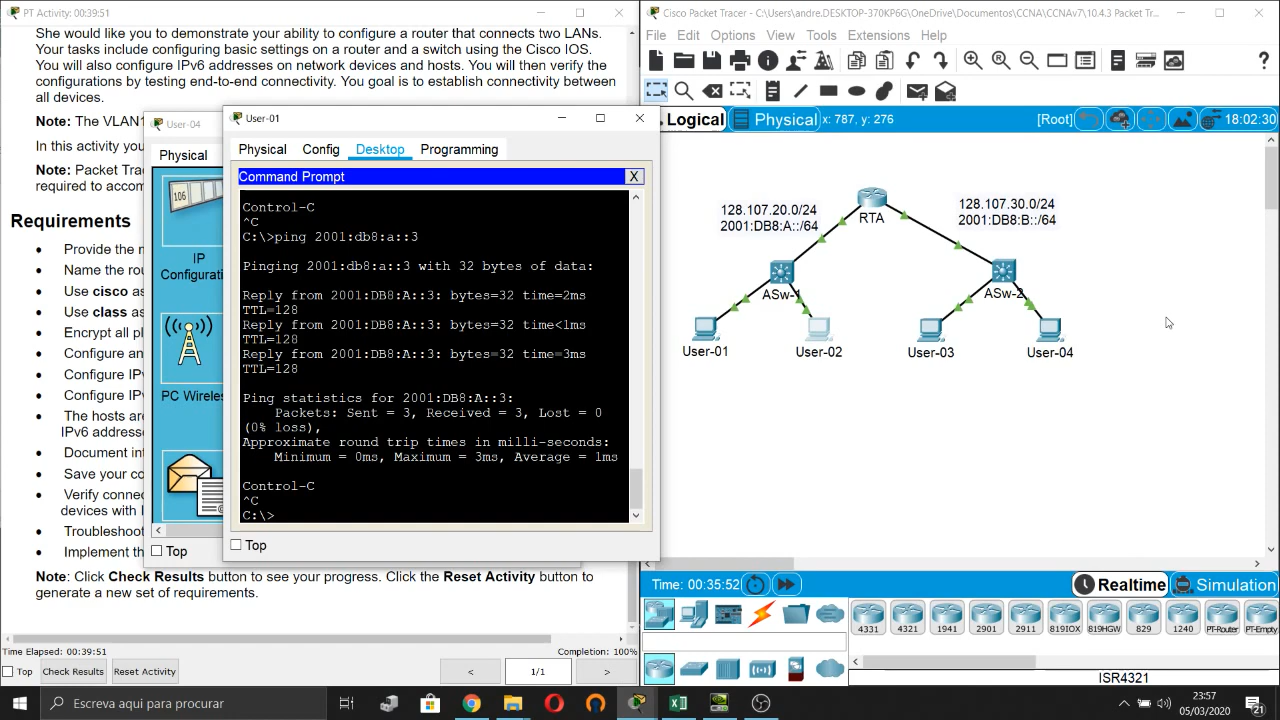 PT Activity: 00:39:51
She would like you to demonstrate your ability to configure a router that connects two LANs.
Your tasks include configuring basic settings on a router and a switch using the Cisco IOS.
You will also configure IPv6 addresses on network devices and hosts. You will then verify the
configurations by testing end-to-end connectivity. You goal is to establish connectivity between
all devices.
Note: The VLAN1
In this activity you
Note: Packet Trac
required to accom
Requirements
Provide the
Name the rou
Use cisco as
Use class as
Encrypt all
Configure an
Configure IP
Configure IPv
The hosts are
IPv6 addresse
Document in
Save your co
Verify conne
devices with
Troubleshoot
Implement th
Note: Click Check Results button to see your progress. Click the Reset Activity button to
generate a new set of requirements.
Time Elapsed: 00:39:51
Completion: 100%
Top
Check Results
Reset Activity
<
1/1
>
User-04
Physical
106
IP
Configuration
PC Wireles
Top
User-01
Physical
Config
Desktop
Programming
Command Prompt
X
Control-C
^C
C:\>ping 2001:db8:a::3
Pinging 2001:db8:a::3 with 32 bytes of data:
Reply from 2001:DB8:A::3: bytes=32 time=2ms
TTL=128
Reply from 2001:DB8:A::3: bytes=32 time<1ms
TTL=128
Reply from 2001:DB8:A::3: bytes=32 time=3ms
TTL=128
Ping statistics for 2001:DB8:A::3:
Packets: Sent = 3, Received = 3, Lost = 0
(0% loss),
Approximate round trip times in milli-seconds:
Minimum = 0ms, Maximum = 3ms, Average = 1ms
Control-C
^C
C:\>
Top
Cisco Packet Tracer - C:\Users\andre.DESKTOP-370KP6G\OneDrive\Documentos\CCNA\CCNAv7\10.4.3 Packet Tr...
File Edit Options View Tools Extensions Help
Logical
Physical
x: 787, y: 276
[Root]
18:02:30
128.107.20.0/24
2001:DB8:A::/64
RTA
128.107.30.0/24
2001:DB8:B::/64
ASw-1
ASw-2
User-01
User-02
User-03
User-04
Time: 00:35:52
Realtime
Simulation
4331
4321
1941
2901
2911
819IOX
819HGW
829
1240
PT-Router
PT-Empty
ISR4321
Escreva aqui para procurar
23:57
05/03/2020
21